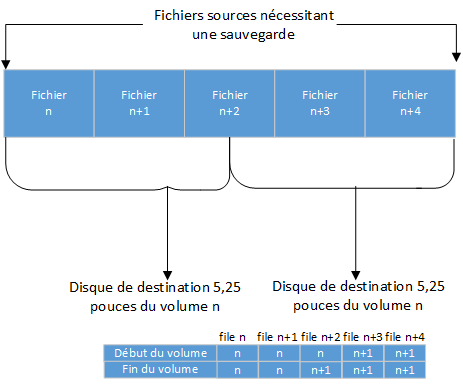 Fichiers sources nécessitant
une sauvegarde
Fichier
n
Fichier
n+1
Fichier
n+2
Fichier
n+3
Fichier
n+4
Disque de destination 5,25
pouces du volume n
Disque de destination 5,25
pouces du volume n
file n file n+1 file n+2 file n+3 file n+4
Début du volume n n n n+1 n+1
Fin du volume n n n+1 n+1 n+1